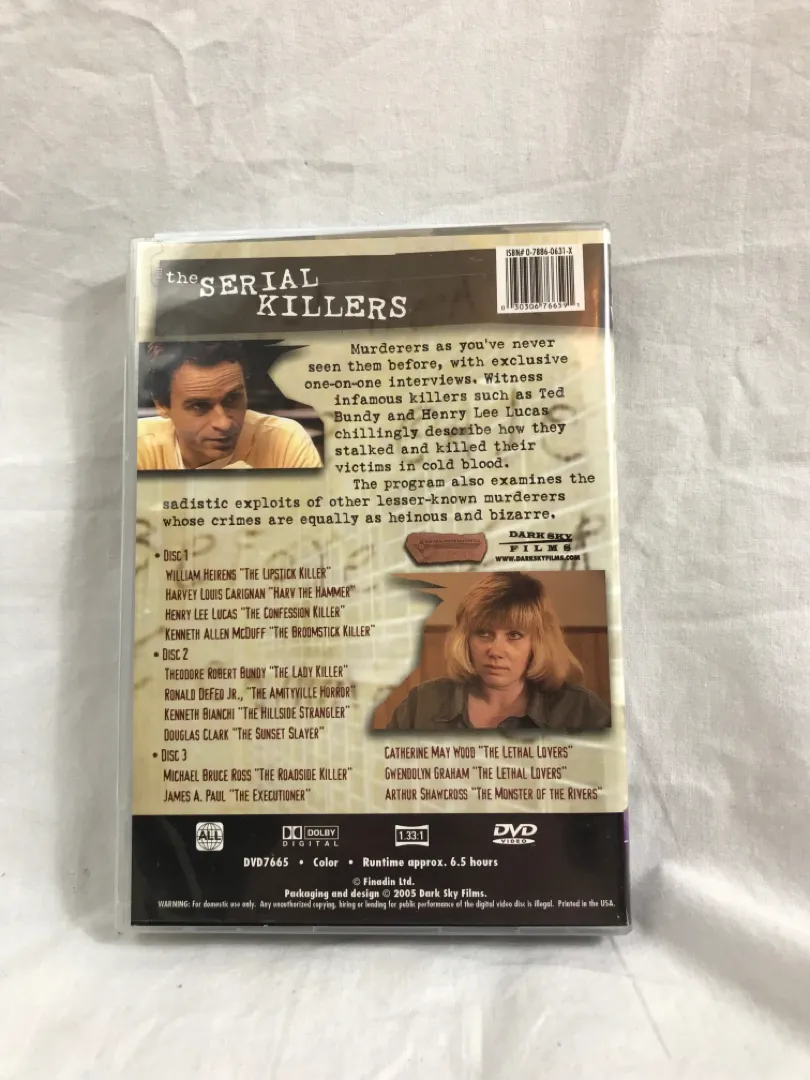 ISBN# 0-7886-0631-X
the SERIAL
KILLERS
Murderers as you've never
seen them before, with exclusive
one-on-one interviews. Witness
infamous killers such as Ted
Bundy and Henry Lee Lucas
chillingly describe how they
stalked and killed their
victims in cold blood.
The program also examines the
sadistic exploits of other lesser-known murderers
whose crimes are equally as heinous and bizarre.
DARK SKY
FILMS
WWW.DARKSKYFILMS.COM
• DISC 1
WILLIAM HEIRENS "THE LIPSTICK KILLER"
HARVEY LOUIS CARIGNAN "HARV THE HAMMER"
HENRY LEE LUCAS "THE CONFESSION KILLER"
KENNETH ALLEN MCDUFF "THE BROOMSTICK KILLER"
• DISC 2
THEODORE ROBERT BUNDY "THE LADY KILLER"
RONALD DEFEO JR., "THE AMITYVILLE HORROR"
KENNETH BIANCHI "THE HILLSIDE STRANGLER"
DOUGLAS CLARK "THE SUNSET SLAYER"
• DISC 3
MICHAEL BRUCE ROSS "THE ROADSIDE KILLER"
JAMES A. PAUL "THE EXECUTIONER"
CATHERINE MAY WOOD "THE LETHAL LOVERS"
GWENDOLYN GRAHAM "THE LETHAL LOVERS"
ARTHUR SHAWCROSS "THE MONSTER OF THE RIVERS"
ALL
DOLBY
DIGITAL
1.33:1
DVD
VIDEO
DVD7665 • Color • Runtime approx. 6.5 hours
© Finadin Ltd.
Packaging and design © 2005 Dark Sky Films.
WARNING: For domestic use only. Any unauthorized copying, hiring or lending for public performance of the digital video disc is illegal. Printed in the USA.